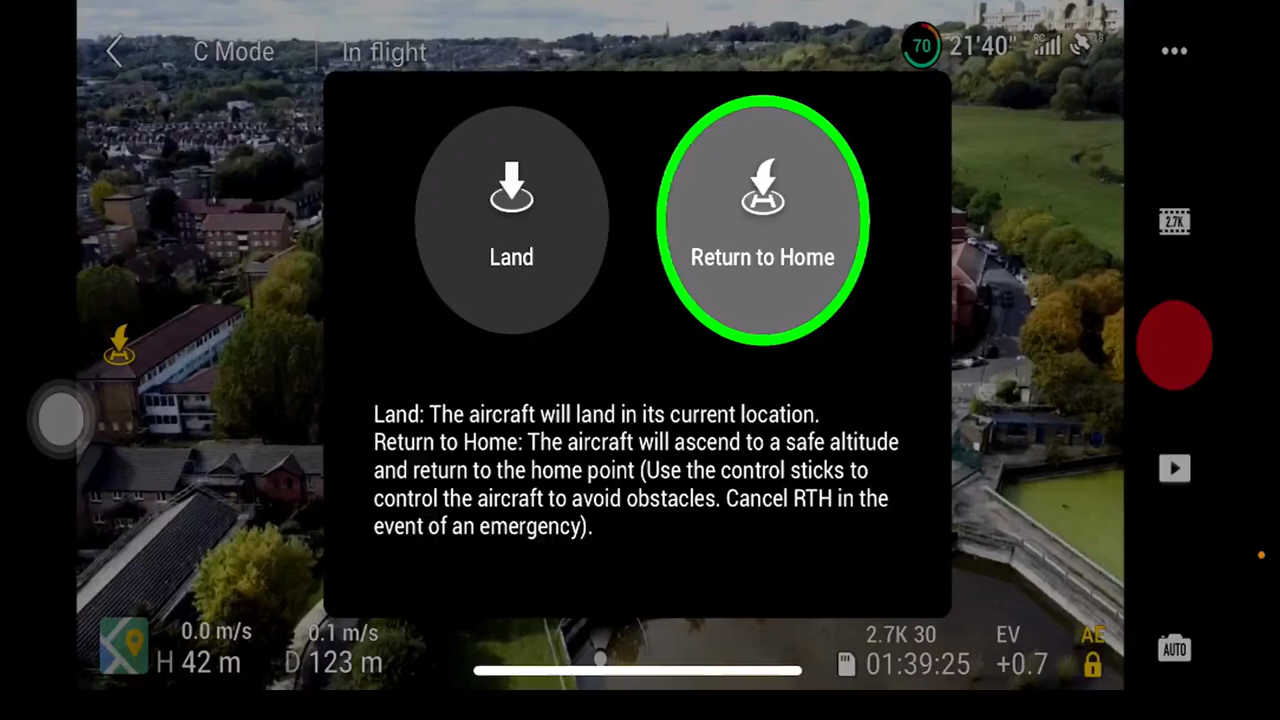 C Mode
In flight
70
21'40"
RC
18
Land
Return to Home
2.7K
Land: The aircraft will land in its current location.
Return to Home: The aircraft will ascend to a safe altitude
and return to the home point (Use the control sticks to
control the aircraft to avoid obstacles. Cancel RTH in the
event of an emergency).
0.0 m/s
0.1 m/s
H 42 m
D 123 m
2.7K 30
EV
AE
01:39:25
+0.7
AUTO